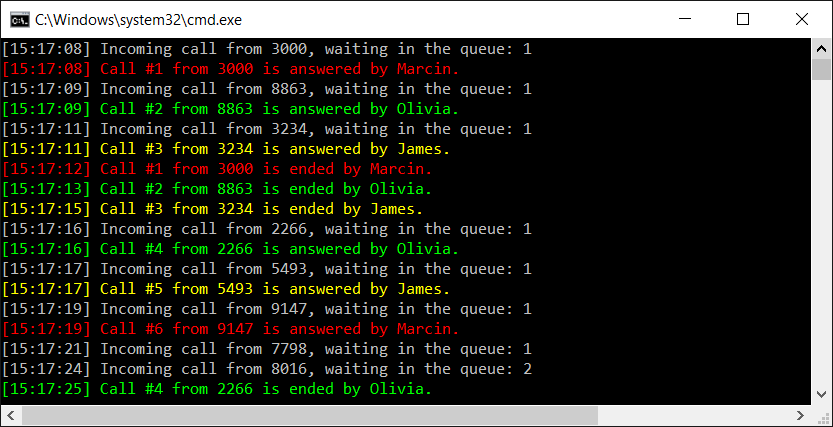 C:\Windows\system32\cmd.exe
[15:17:08] Incoming call from 3000, waiting in the queue: 1
[15:17:08] Call #1 from 3000 is answered by Marcin.
[15:17:09] Incoming call from 8863, waiting in the queue: 1
[15:17:09] Call #2 from 8863 is answered by Olivia.
[15:17:11] Incoming call from 3234, waiting in the queue: 1
[15:17:11] Call #3 from 3234 is answered by James.
[15:17:12] Call #1 from 3000 is ended by Marcin.
[15:17:13] Call #2 from 8863 is ended by Olivia.
[15:17:15] Call #3 from 3234 is ended by James.
[15:17:16] Incoming call from 2266, waiting in the queue: 1
[15:17:16] Call #4 from 2266 is answered by Olivia.
[15:17:17] Incoming call from 5493, waiting in the queue: 1
[15:17:17] Call #5 from 5493 is answered by James.
[15:17:19] Incoming call from 9147, waiting in the queue: 1
[15:17:19] Call #6 from 9147 is answered by Marcin.
[15:17:21] Incoming call from 7798, waiting in the queue: 1
[15:17:24] Incoming call from 8016, waiting in the queue: 2
[15:17:25] Call #4 from 2266 is ended by Olivia.